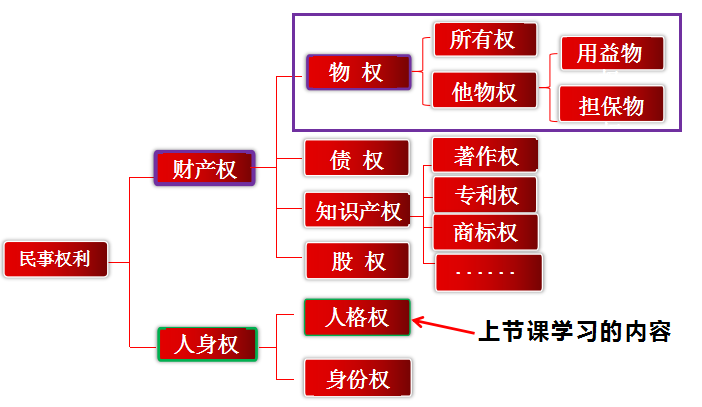 所有权
物 权
用益物
他物权
担保物
债 权
著作权
财产权
专利权
知识产权
商标权
股 权
------
民事权利
人格权
人身权
上节课学习的内容
身份权